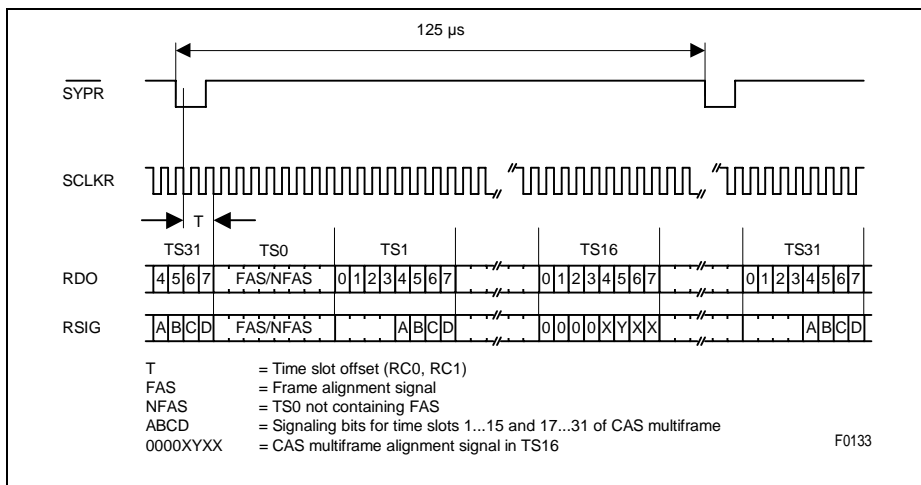 125 µs
SYPR
SCLKR
T
TS31 TS0 TS1 TS16 TS31
RDO 4 5 6 7 FAS/NFAS 0 1 2 3 4 5 6 7 0 1 2 3 4 5 6 7 0 1 2 3 4 5 6 7
RSIG A B C D FAS/NFAS A B C D 0 0 0 0 X Y X X A B C D
T = Time slot offset (RC0, RC1)
FAS = Frame alignment signal
NFAS = TS0 not containing FAS
ABCD = Signaling bits for time slots 1...15 and 17...31 of CAS multiframe
0000XYXX = CAS multiframe alignment signal in TS16
F0133